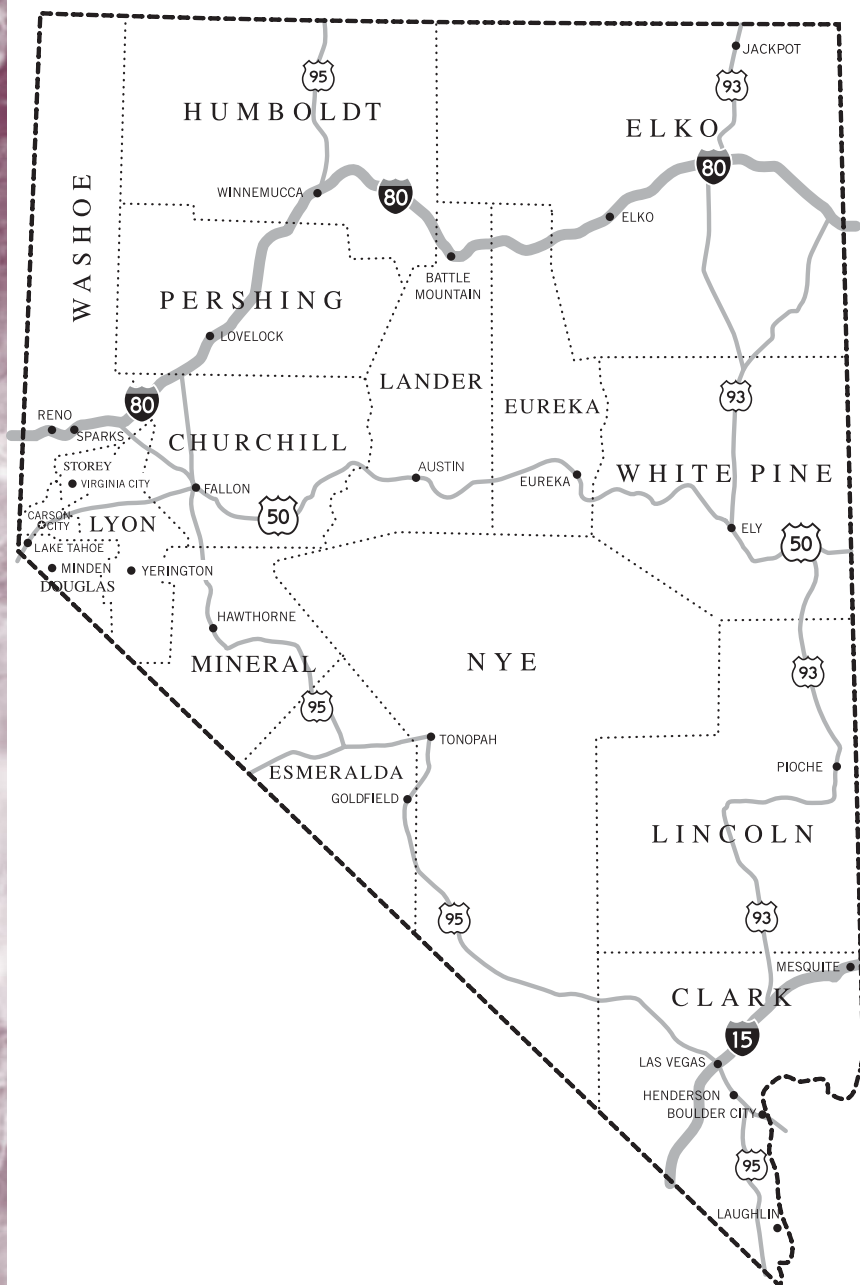 JACKPOT
95
93
HUMBOLDT
ELKO
80
WINNEMUCCA
80
ELKO
WASHOE
BATTLE
MOUNTAIN
PERSHING
LOVELOCK
LANDER
93
80
EUREKA
RENO
SPARKS
CHURCHILL
STOREY
AUSTIN
WHITE PINE
VIRGINIA CITY
FALLON
EUREKA
50
CARSON
CITY
LYON
ELY
50
LAKE TAHOE
MINDEN
YERINGTON
DOUGLAS
HAWTHORNE
MINERAL
NYE
93
95
TONOPAH
PIOCHE
ESMERALDA
GOLDFIELD
LINCOLN
95
93
MESQUITE
CLARK
15
LAS VEGAS
HENDERSON
BOULDER CITY
95
LAUGHLIN